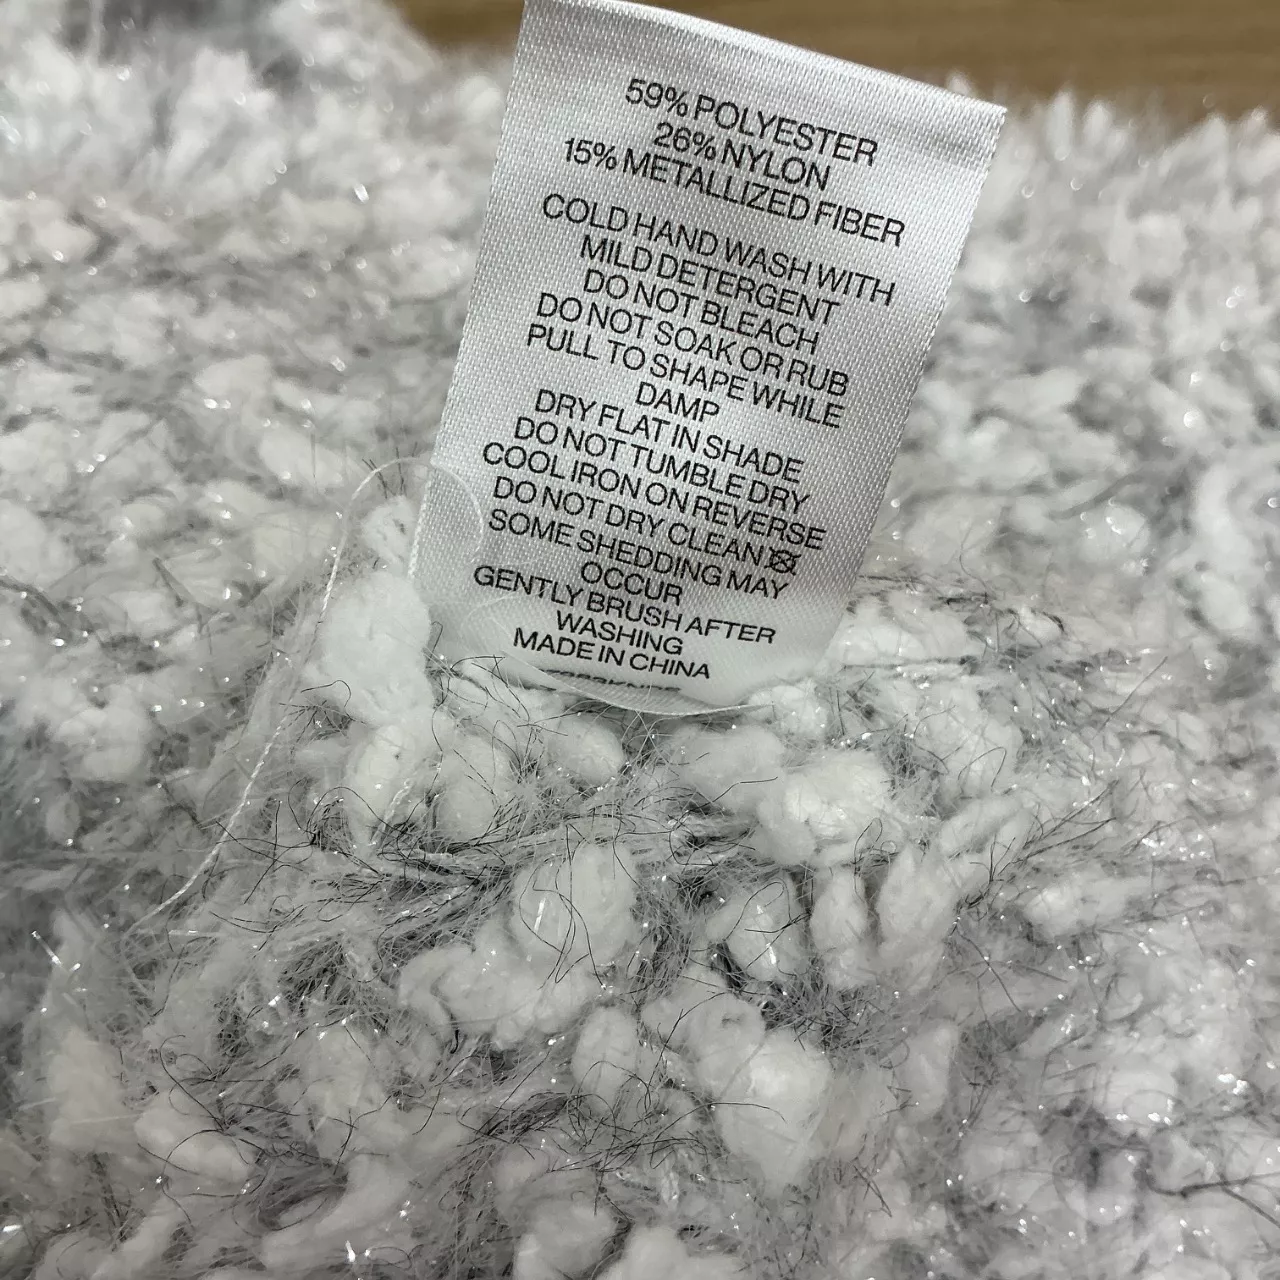 59% POLYESTER
26% NYLON
15% METALLIZED FIBER
COLD HAND WASH WITH
MILD DETERGENT
DO NOT BLEACH
DO NOT SOAK OR RUB
PULL TO SHAPE WHILE
DAMP
DRY FLAT IN SHADE
DO NOT TUMBLE DRY
COOL IRON ON REVERSE
DO NOT DRY CLEAN
SOME SHEDDING MAY
OCCUR
GENTLY BRUSH AFTER
WASHING
MADE IN CHINA